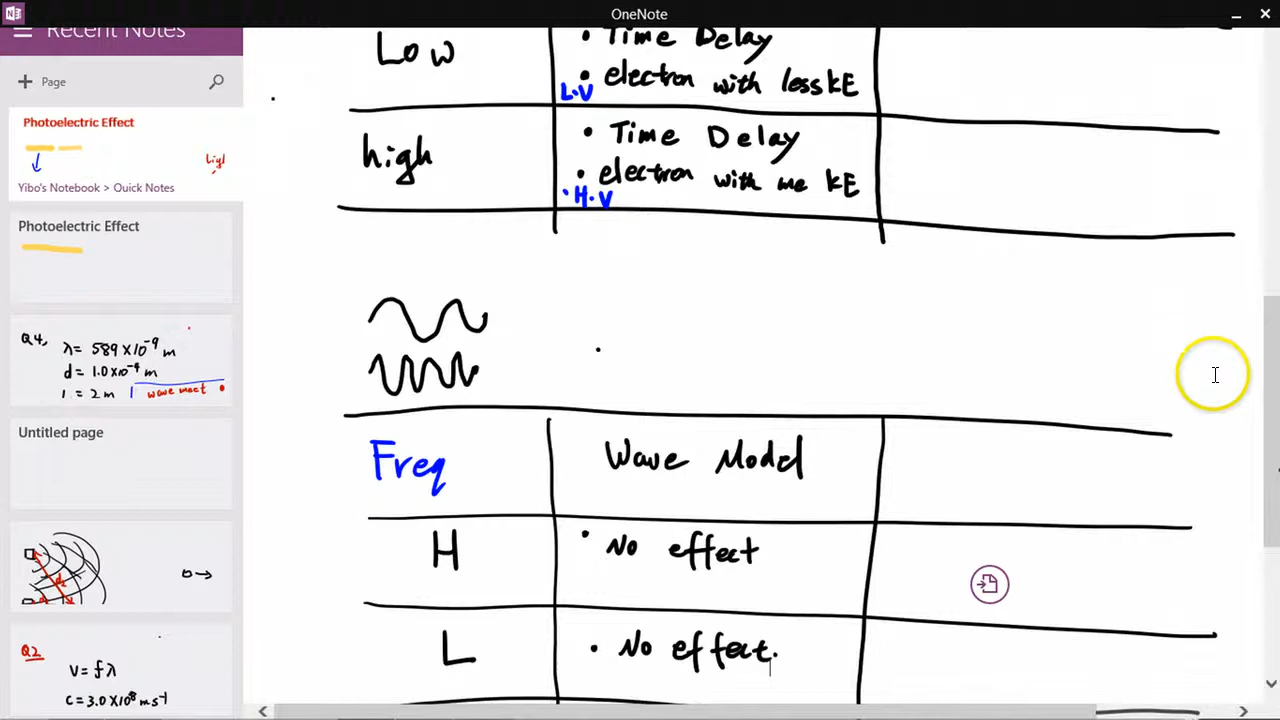 OneNote
Recent Notes
+ Page
Photoelectric Effect
Yibo's Notebook > Quick Notes
Photoelectric Effect
Q4,
λ= 589 ×10⁻⁹ m
d = 1.0×10⁻⁴ m
l = 2 m
wave
Untitled page
Q2
V = fλ
C = 3.0×10⁸ ms⁻¹
Low
• Time Delay
• electron with less KE
L.V
high
• Time Delay
• electron with me KE
• H.V
Freq
Wave Model
H
• No effect
L
• No effect.